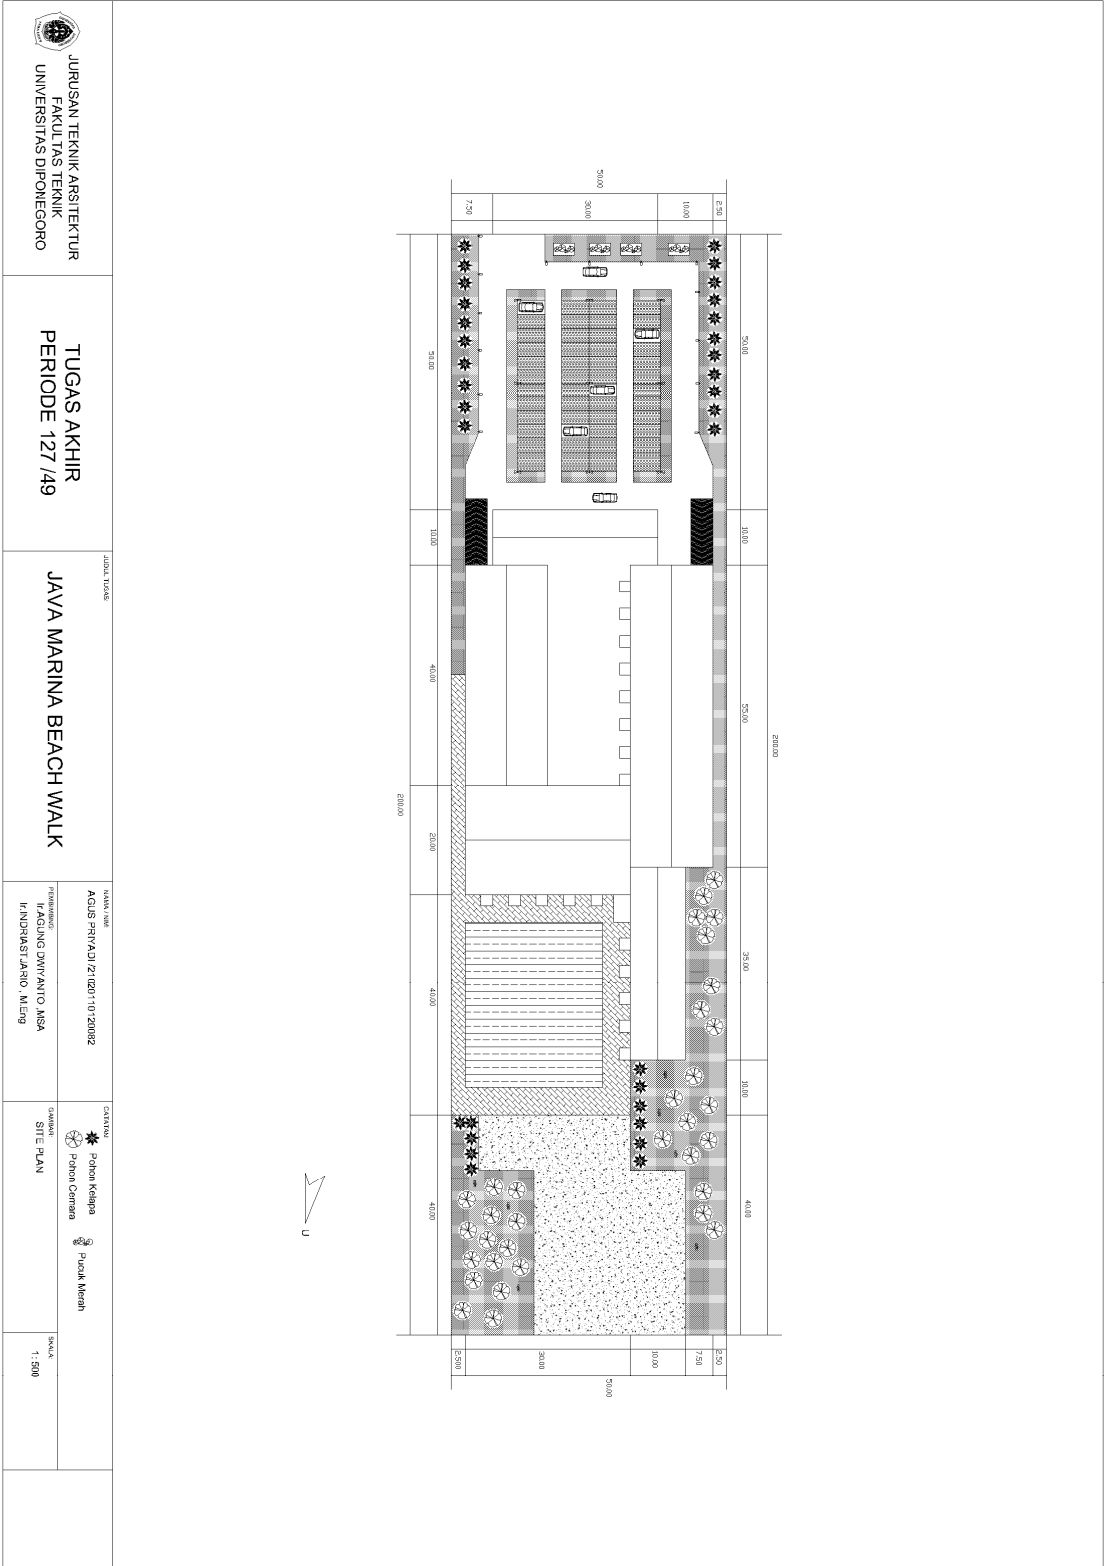 JURUSAN TEKNIK ARSITEKTUR
FAKULTAS TEKNIK
UNIVERSITAS DIPONEGORO
TUGAS AKHIR
PERIODE 127 /49
JUDUL TUGAS:
JAVA MARINA BEACH WALK
NAMA / NIM:
AGUS PRIYADI /21020110120082
PEMBIMBING:
Ir.AGUNG DWIYANTO ,MSA
Ir.INDRIASTJARIO , M.Eng
CATATAN:
Pohon Kelapa
Pohon Cemara
Pucuk Merah
GAMBAR:
SITE PLAN
SKALA:
1 : 500
50.00
7.50
30.00
10.00
2.50
50.00
10.00
55.00
200.00
35.00
10.00
40.00
50.00
10.00
40.00
200.00
20.00
40.00
40.00
U
2.500
30.00
10.00
7.50
2.50
50.00